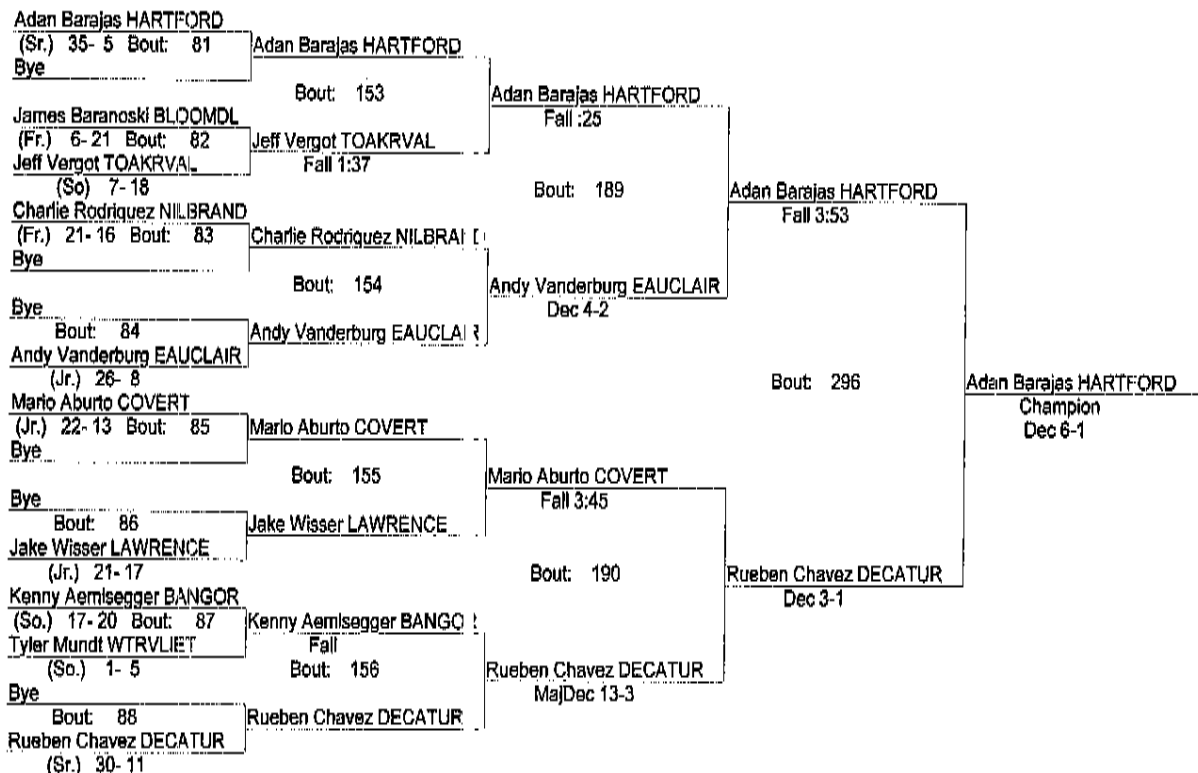 Adan Barajas HARTFORD
(Sr.) 35- 5 Bout: 81
Bye
Adan Barajas HARTFORD
Bout: 153
James Baranoski BLOOMDL
(Fr.) 6- 21 Bout: 82
Jeff Vergot TOAKRVAL
(So) 7- 18
Jeff Vergot TOAKRVAL
Fall 1:37
Adan Barajas HARTFORD
Fall :25
Bout: 189
Charlie Rodriquez NILBRAND
(Fr.) 21- 16 Bout: 83
Bye
Charlie Rodriquez NILBRAND
Bout: 154
Bye
Bout: 84
Andy Vanderburg EAUCLAIR
(Jr.) 26- 8
Andy Vanderburg EAUCLAIR
Andy Vanderburg EAUCLAIR
Dec 4-2
Adan Barajas HARTFORD
Fall 3:53
Bout: 296
Mario Aburto COVERT
(Jr.) 22- 13 Bout: 85
Bye
Mario Aburto COVERT
Bout: 155
Bye
Bout: 86
Jake Wisser LAWRENCE
(Jr.) 21- 17
Jake Wisser LAWRENCE
Mario Aburto COVERT
Fall 3:45
Bout: 190
Kenny Aemisegger BANGOR
(So.) 17- 20 Bout: 87
Tyler Mundt WTRVLIET
(So.) 1- 5
Kenny Aemisegger BANGOR
Fall
Bout: 156
Bye
Bout: 88
Rueben Chavez DECATUR
(Sr.) 30- 11
Rueben Chavez DECATUR
Rueben Chavez DECATUR
MajDec 13-3
Rueben Chavez DECATUR
Dec 3-1
Adan Barajas HARTFORD
Champion
Dec 6-1